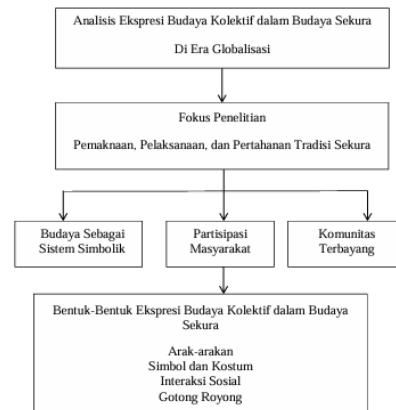 Analisis Ekspresi Budaya Kolektif dalam Budaya Sekura
Di Era Globalisasi
Fokus Penelitian
Pemaknaan, Pelaksanaan, dan Pertahanan Tradisi Sekura
Budaya Sebagai
Sistem Simbolik
Partisipasi
Masyarakat
Komunitas
Terbayang
Bentuk-Bentuk Ekspresi Budaya Kolektif dalam Budaya
Sekura
Arak-arakan
Simbol dan Kostum
Interaksi Sosial
Gotong Royong